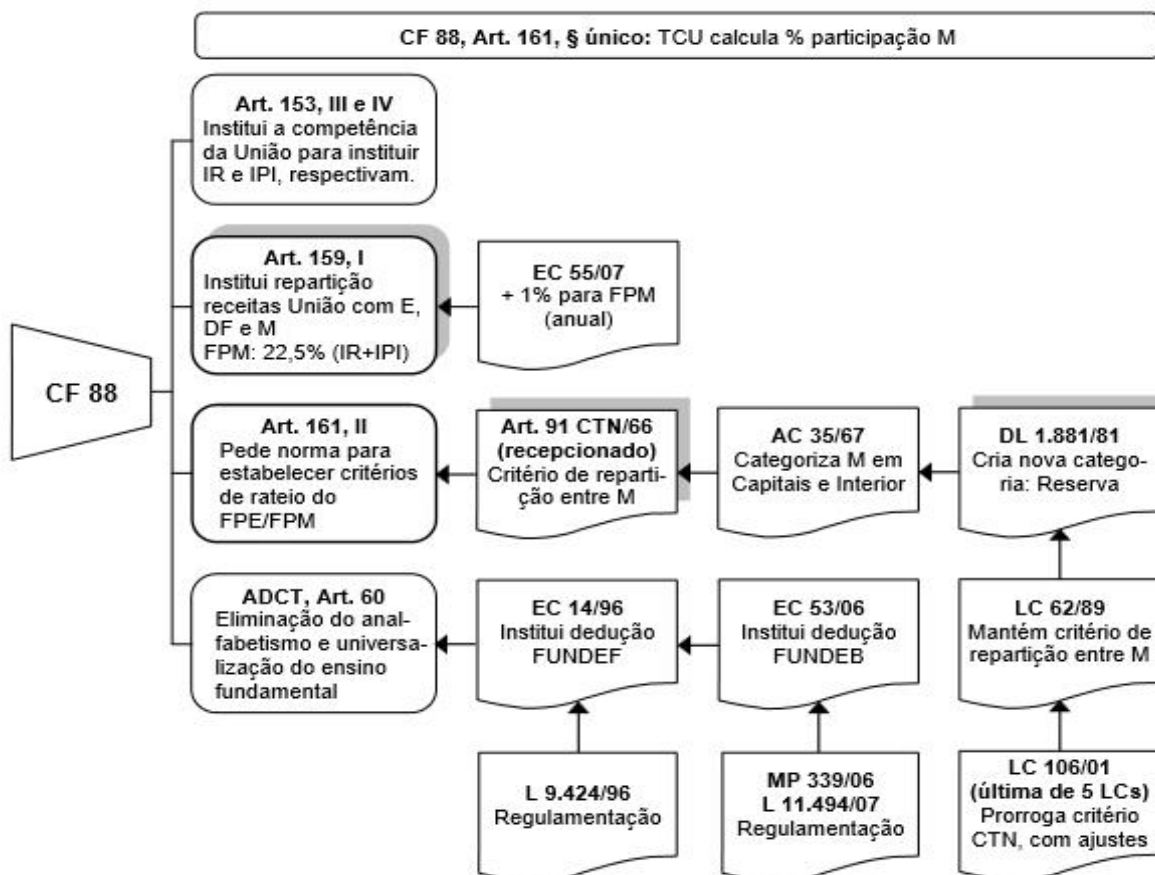 CF 88, Art. 161, § único: TCU calcula % participação M
CF 88
Art. 153, III e IV
Institui a competência
da União para instituir
IR e IPI, respectivam.
Art. 159, I
Institui repartição
receitas União com E,
DF e M
FPM: 22,5% (IR+IPI)
EC 55/07
+ 1% para FPM
(anual)
Art. 161, II
Pede norma para
estabelecer critérios
de rateio do
FPE/FPM
Art. 91 CTN/66
(recepcionado)
Critério de reparti-
ção entre M
AC 35/67
Categoriza M em
Capitais e Interior
DL 1.881/81
Cria nova catego-
ria: Reserva
ADCT, Art. 60
Eliminação do anal-
fabetismo e universa-
lização do ensino
fundamental
EC 14/96
Institui dedução
FUNDEF
EC 53/06
Institui dedução
FUNDEB
LC 62/89
Mantém critério de
repartição entre M
L 9.424/96
Regulamentação
MP 339/06
L 11.494/07
Regulamentação
LC 106/01
(última de 5 LCs)
Prorroga critério
CTN, com ajustes